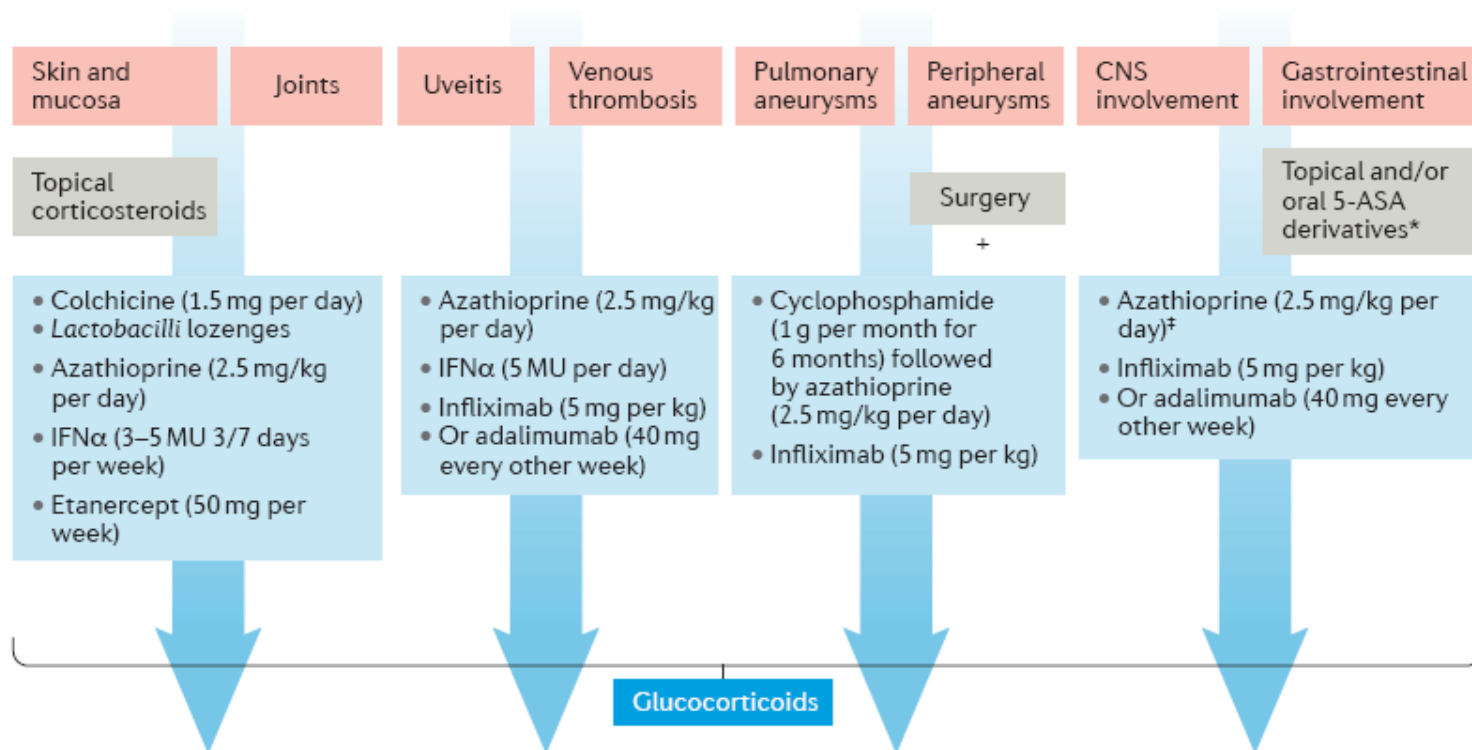 Skin and
mucosa
Joints
Uveitis
Venous
thrombosis
Pulmonary
aneurysms
Peripheral
aneurysms
CNS
involvement
Gastrointestinal
involvement
Topical
corticosteroids
Surgery
+
Topical and/or
oral 5-ASA
derivatives*
• Colchicine (1.5 mg per day)
• Lactobacilli lozenges
• Azathioprine (2.5 mg/kg
per day)
• IFNα (3–5 MU 3/7 days
per week)
• Etanercept (50 mg per
week)
• Azathioprine (2.5 mg/kg
per day)
• IFNα (5 MU per day)
• Infliximab (5 mg per kg)
• Or adalimumab (40 mg
every other week)
• Cyclophosphamide
(1 g per month for
6 months) followed
by azathioprine
(2.5 mg/kg per day)
• Infliximab (5 mg per kg)
• Azathioprine (2.5 mg/kg per
day)‡
• Infliximab (5 mg per kg)
• Or adalimumab (40 mg every
other week)
Glucocorticoids